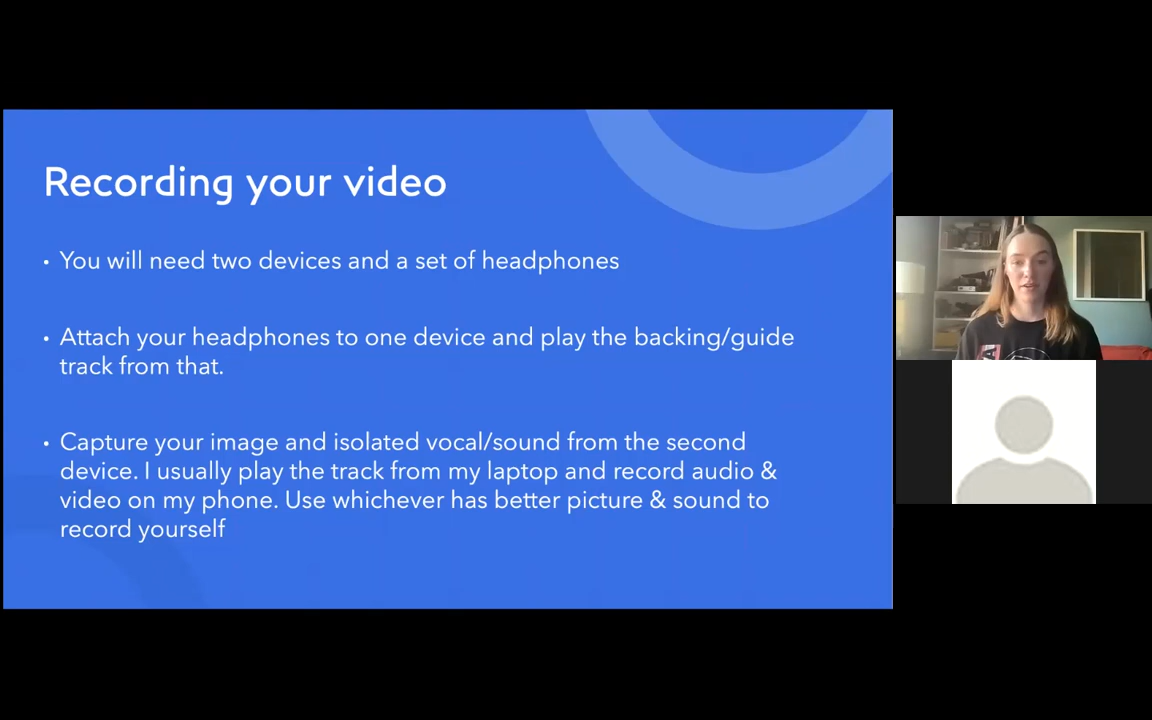 Recording your video
• You will need two devices and a set of headphones
• Attach your headphones to one device and play the backing/guide
track from that.
• Capture your image and isolated vocal/sound from the second
device. I usually play the track from my laptop and record audio &
video on my phone. Use whichever has better picture & sound to
record yourself